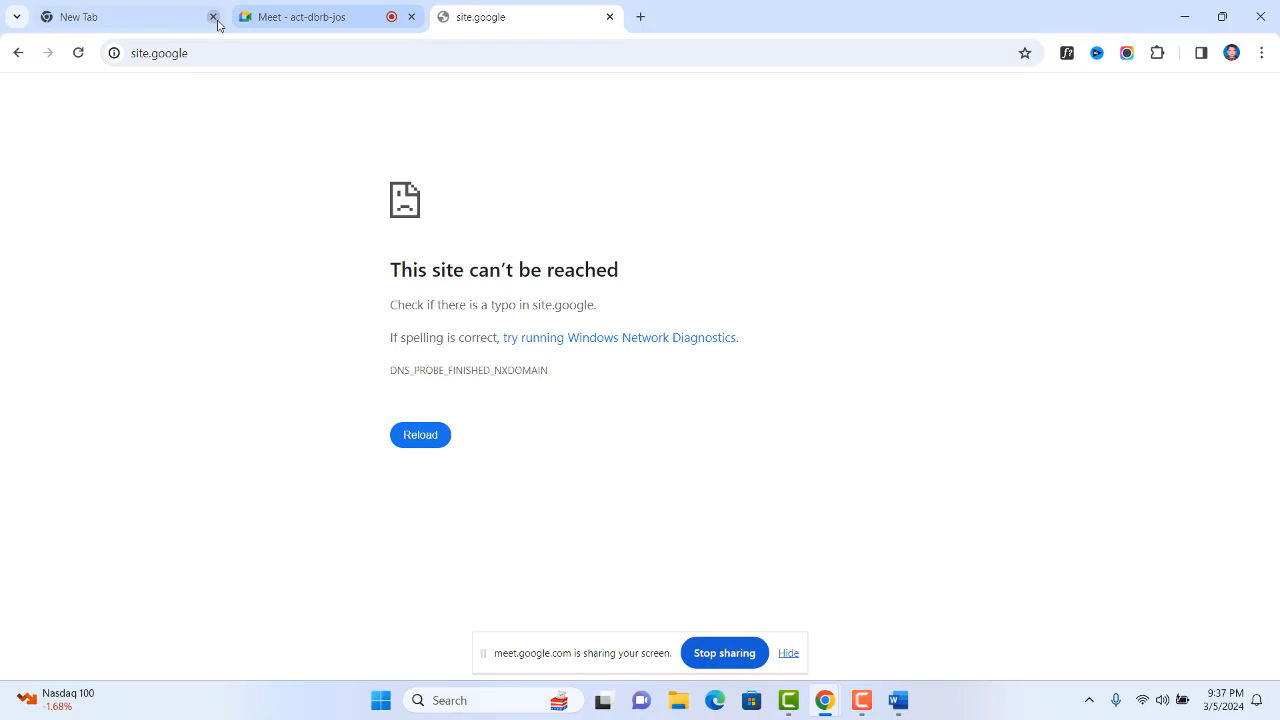 New Tab
Meet - act-dbrb-jos
site.google
site.google
This site can't be reached
Check if there is a typo in site.google.
If spelling is correct, try running Windows Network Diagnostics.
DNS_PROBE_FINISHED_NXDOMAIN
Reload
meet.google.com is sharing your screen.
Stop sharing
Hide
Nasdaq 100
-1.68%
Search
9:37 PM
3/5/2024